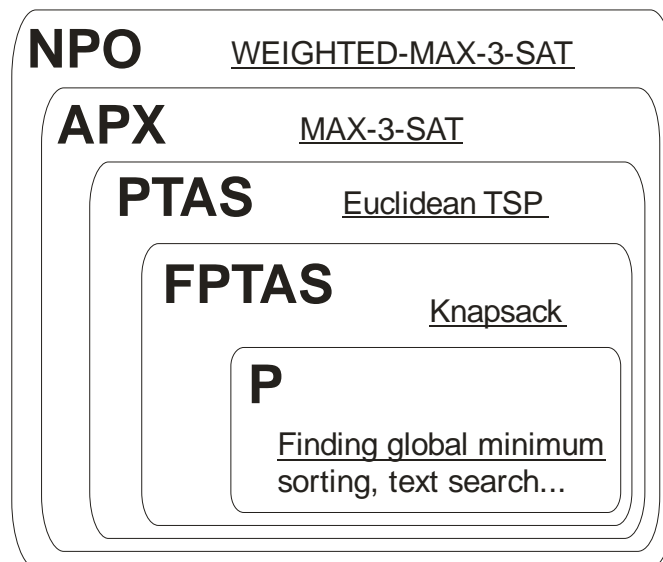 NPO WEIGHTED-MAX-3-SAT
APX MAX-3-SAT
PTAS Euclidean TSP
FPTAS
Knapsack
P
Finding global minimum
sorting, text search...